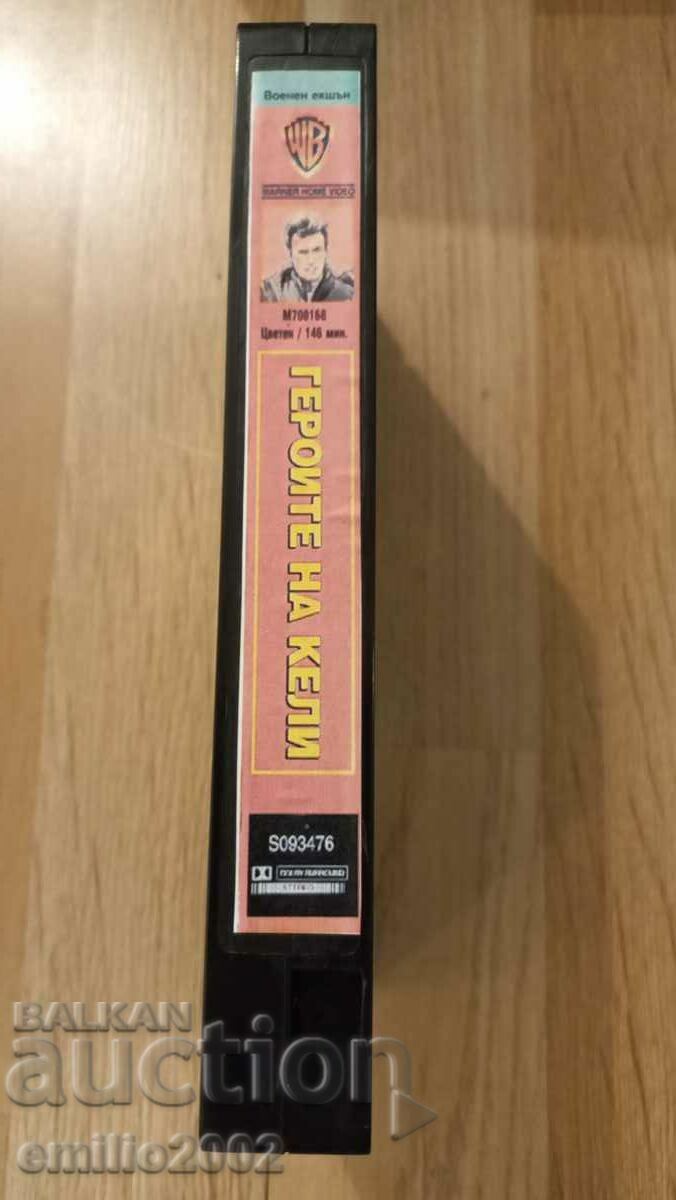 Военен екшън
WB
WARNER HOME VIDEO
M700168
Цветен / 146 мин.
ГЕРОИТЕ НА КЕЛИ
S093476
BALKAN
auction
emilio2002